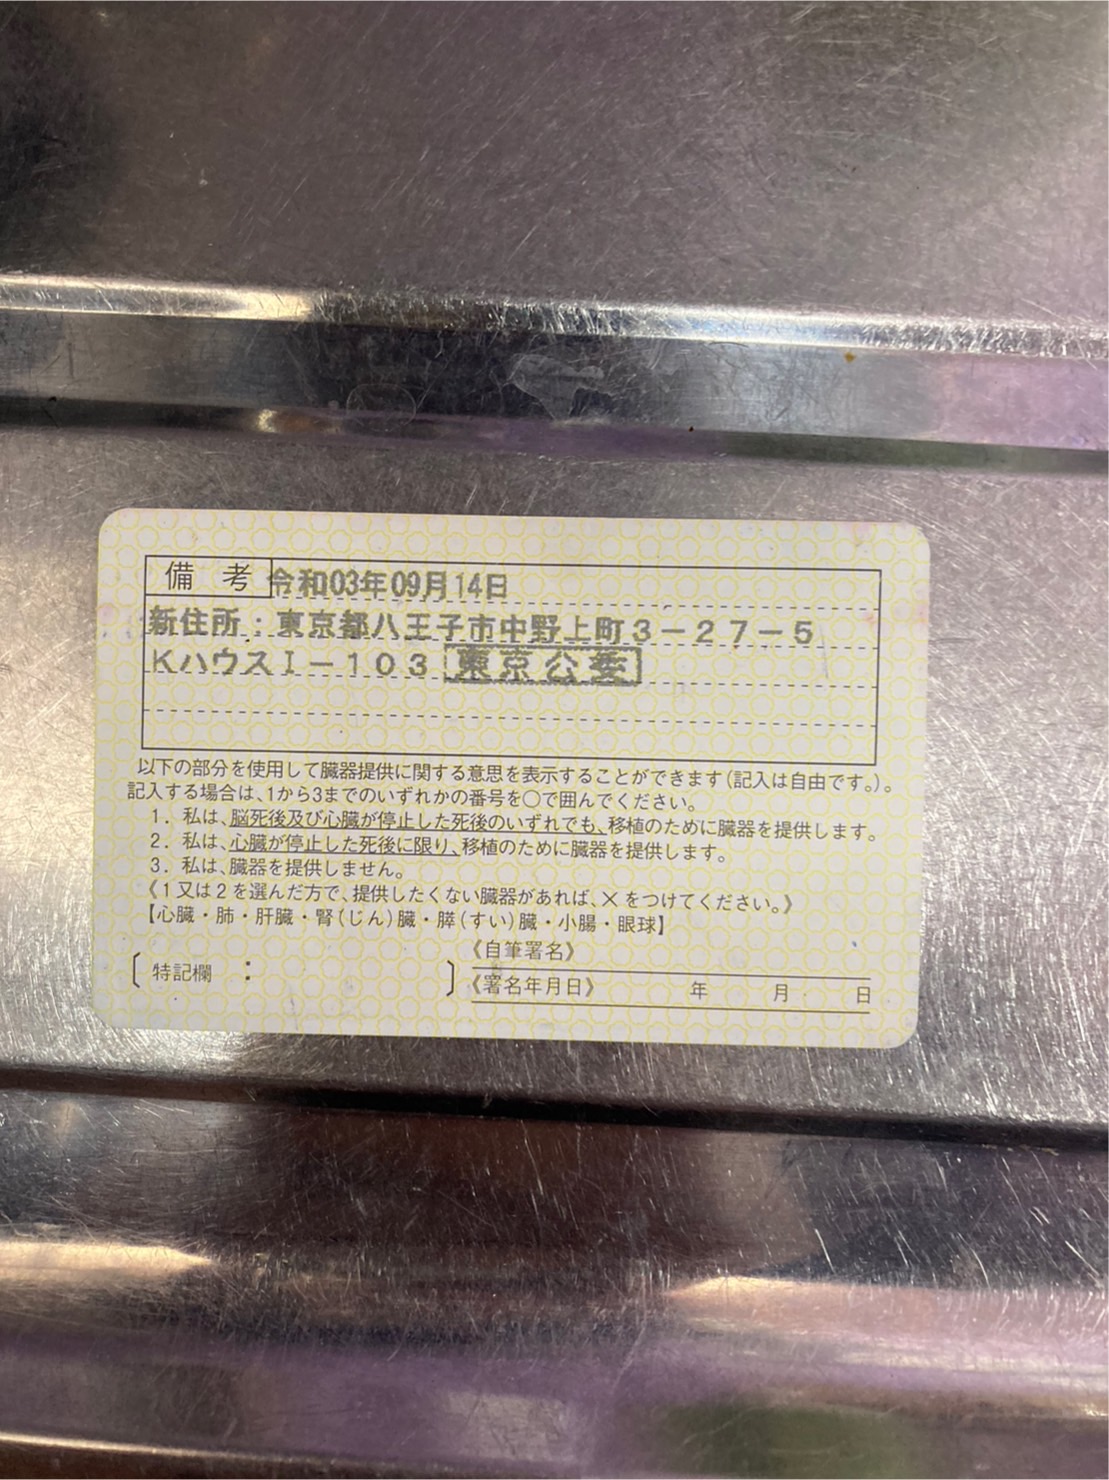 備考 令和03年09月14日
新住所：東京都八王子市中野上町3－27－5
KハウスI－103 東京公委
以下の部分を使用して臓器提供に関する意思を表示することができます(記入は自由です。)。
記入する場合は、1から3までのいずれかの番号を○で囲んでください。
1. 私は、脳死後及び心臓が停止した死後のいずれでも、移植のために臓器を提供します。
2. 私は、心臓が停止した死後に限り、移植のために臓器を提供します。
3. 私は、臓器を提供しません。
《1又は2を選んだ方で、提供したくない臓器があれば、×をつけてください。》
【心臓・肺・肝臓・腎(じん)臓・膵(すい)臓・小腸・眼球】
《自筆署名》
〔特記欄：　〕
《署名年月日》　年　月　日